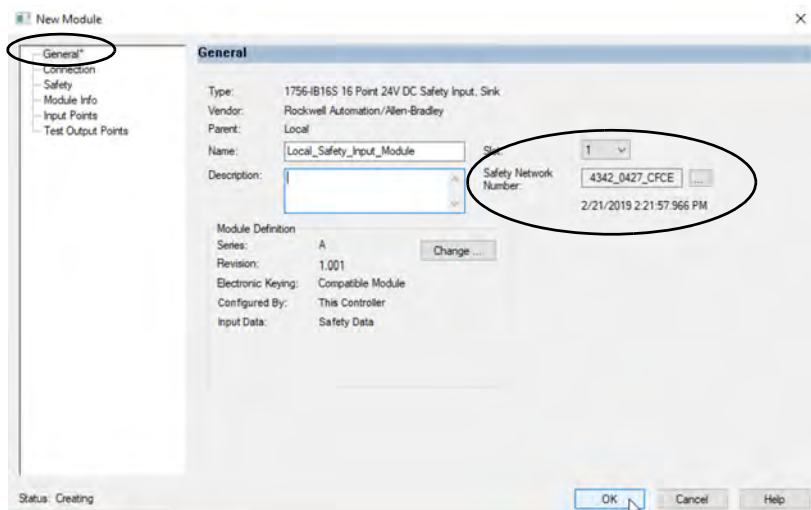 New Module
General*
Connection
Safety
Module Info
Input Points
Test Output Points
General
Type: 1756-IB16S 16 Point 24V DC Safety Input, Sink
Vendor: Rockwell Automation/Allen-Bradley
Parent: Local
Name: Local_Safety_Input_Module
Slot: 1
Description:
Safety Network Number: 4342_0427_CFCE ...
2/21/2019 2:21:57.966 PM
Module Definition
Series: A
Change ...
Revision: 1.001
Electronic Keying: Compatible Module
Configured By: This Controller
Input Data: Safety Data
Status: Creating
OK Cancel Help